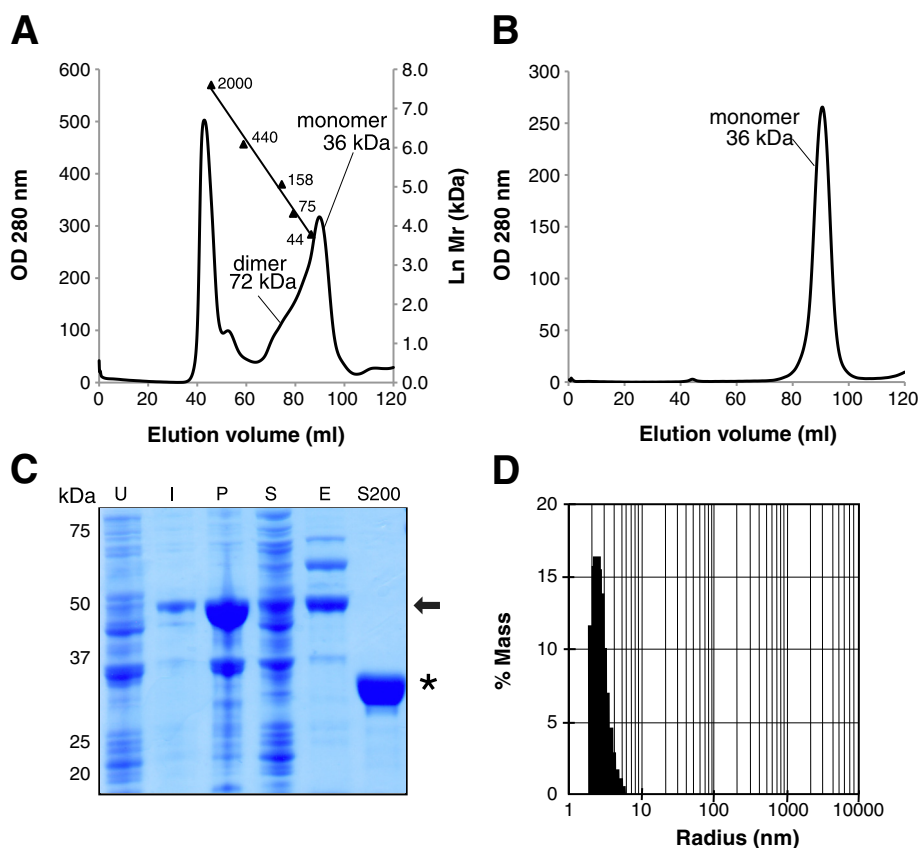 A
B
600
500
400
300
200
100
0
OD 280 nm
8.0
7.0
6.0
5.0
4.0
3.0
2.0
1.0
0.0
Ln Mr (kDa)
2000
440
158
75
44
monomer
36 kDa
dimer
72 kDa
0 20 40 60 80 100 120
Elution volume (ml)
300
250
200
150
100
50
0
OD 280 nm
monomer
36 kDa
0 20 40 60 80 100 120
Elution volume (ml)
C
D
kDa U I P S E S200
75
50
37
25
20
*
20
15
10
5
0
% Mass
1 10 100 1000 10000
Radius (nm)